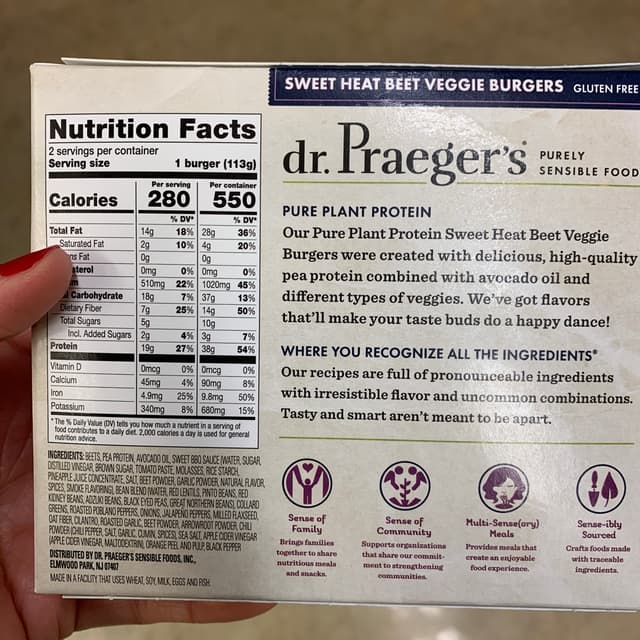 SWEET HEAT BEET VEGGIE BURGERS GLUTEN FREE
Nutrition Facts
2 servings per container
Serving size 1 burger (113g)
Per serving Per container
Calories 280 550
% DV* % DV*
Total Fat 14g 18% 28g 36%
Saturated Fat 2g 10% 4g 20%
ns Fat 0g 0g
sterol 0mg 0% 0mg 0%
m 510mg 22% 1020mg 45%
l Carbohydrate 18g 7% 37g 13%
Dietary Fiber 7g 25% 14g 50%
Total Sugars 5g 10g
Incl. Added Sugars 2g 4% 3g 7%
Protein 19g 27% 38g 54%
Vitamin D 0mcg 0% 0mcg 0%
Calcium 45mg 4% 90mg 8%
Iron 4.9mg 25% 9.8mg 50%
Potassium 340mg 8% 680mg 15%
*The % Daily Value (DV) tells you how much a nutrient in a serving of
food contributes to a daily diet. 2,000 calories a day is used for general
nutrition advice.
INGREDIENTS: BEETS, PEA PROTEIN, AVOCADO OIL, SWEET BBQ SAUCE (WATER, SUGAR,
DISTILLED VINEGAR, BROWN SUGAR, TOMATO PASTE, MOLASSES, RICE STARCH,
PINEAPPLE JUICE CONCENTRATE, SALT, BEET POWDER, GARLIC POWDER, NATURAL FLAVOR,
SPICES, SMOKE FLAVORING), BEAN BLEND (WATER, RED LENTILS, PINTO BEANS, RED
KIDNEY BEANS, ADZUKI BEANS, BLACK EYED PEAS, GREAT NORTHERN BEANS), COLLARD
GREENS, ROASTED POBLANO PEPPERS, ONIONS, JALAPENO PEPPERS, MILLED FLAXSEED,
OAT FIBER, CILANTRO, ROASTED GARLIC, BEET POWDER, ARROWROOT POWDER, CHILI
POWDER (CHILI PEPPER, SALT, GARLIC, CUMIN, SPICES), SEA SALT, APPLE CIDER VINEGAR
(APPLE CIDER VINEGAR, MALTODEXTRIN), ORANGE PEEL AND PULP, BLACK PEPPER
DISTRIBUTED BY DR. PRAEGER'S SENSIBLE FOODS, INC.,
ELMWOOD PARK, NJ 07407
MADE IN A FACILITY THAT USES WHEAT, SOY, MILK, EGGS AND FISH.
dr. Praeger's PURELY
SENSIBLE FOOD
PURE PLANT PROTEIN
Our Pure Plant Protein Sweet Heat Beet Veggie
Burgers were created with delicious, high-quality
pea protein combined with avocado oil and
different types of veggies. We've got flavors
that'll make your taste buds do a happy dance!
WHERE YOU RECOGNIZE ALL THE INGREDIENTS®
Our recipes are full of pronounceable ingredients
with irresistible flavor and uncommon combinations.
Tasty and smart aren't meant to be apart.
Sense of
Family
Brings families
together to share
nutritious meals
and snacks.
Sense of
Community
Supports organizations
that share our commit-
ment to strengthening
communities.
Multi-Sense(ory)
Meals
Provides meals that
create an enjoyable
food experience.
Sense-ibly
Sourced
Crafts foods made
with traceable
ingredients.